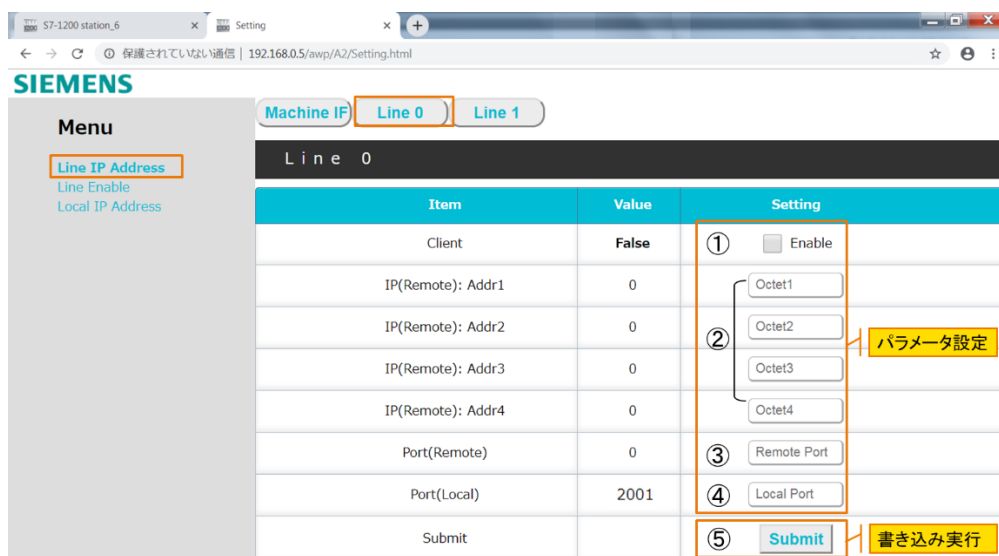 S7-1200 station_6
Setting
保護されていない通信 | 192.168.0.5/awp/A2/Setting.html
SIEMENS
Menu
Line IP Address
Line Enable
Local IP Address
Machine IF
Line 0
Line 1
Line 0
Item Value Setting
Client False ① Enable
IP(Remote): Addr1 0 Octet1
IP(Remote): Addr2 0 ② Octet2
パラメータ設定
IP(Remote): Addr3 0 Octet3
IP(Remote): Addr4 0 Octet4
Port(Remote) 0 ③ Remote Port
Port(Local) 2001 ④ Local Port
Submit ⑤ Submit 書き込み実行